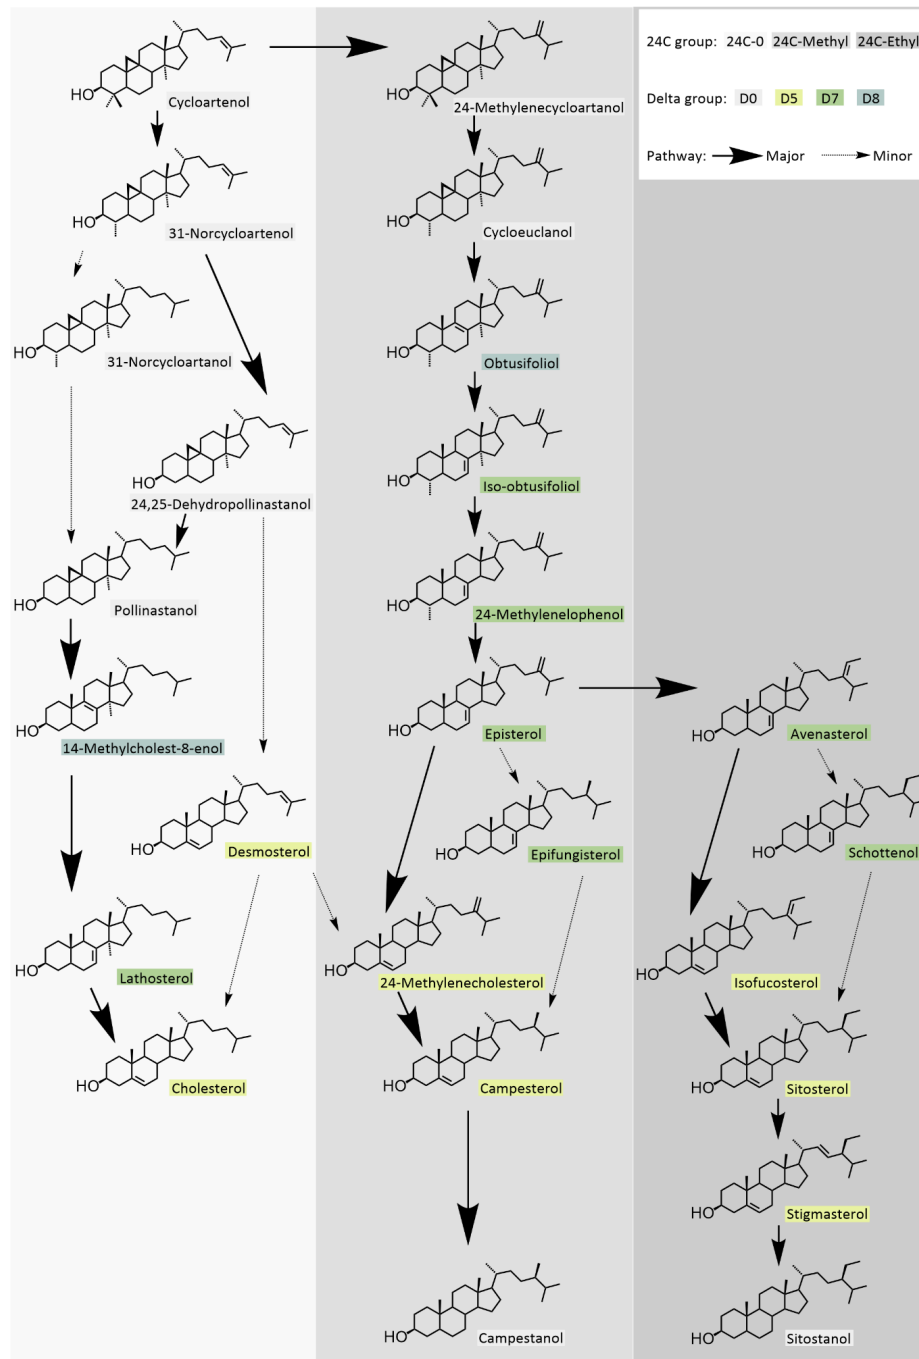 24C group: 24C-0 24C-Methyl 24C-Ethyl
Delta group: D0 D5 D7 D8
Pathway: Major Minor
HO
Cycloartenol
HO
31-Norcycloartenol
HO
31-Norcycloartanol
HO
24,25-Dehydropollinastanol
HO
Pollinastanol
HO
14-Methylcholest-8-enol
HO
Desmosterol
HO
Lathosterol
HO
Cholesterol
HO
24-Methylenecycloartanol
HO
Cycloeuclanol
HO
Obtusifoliol
HO
Iso-obtusifoliol
HO
24-Methylenelophenol
HO
Episterol
HO
Epifungisterol
HO
24-Methylenecholesterol
HO
Campesterol
HO
Campestanol
HO
Avenasterol
HO
Schottenol
HO
Isofucosterol
HO
Sitosterol
HO
Stigmasterol
HO
Sitostanol